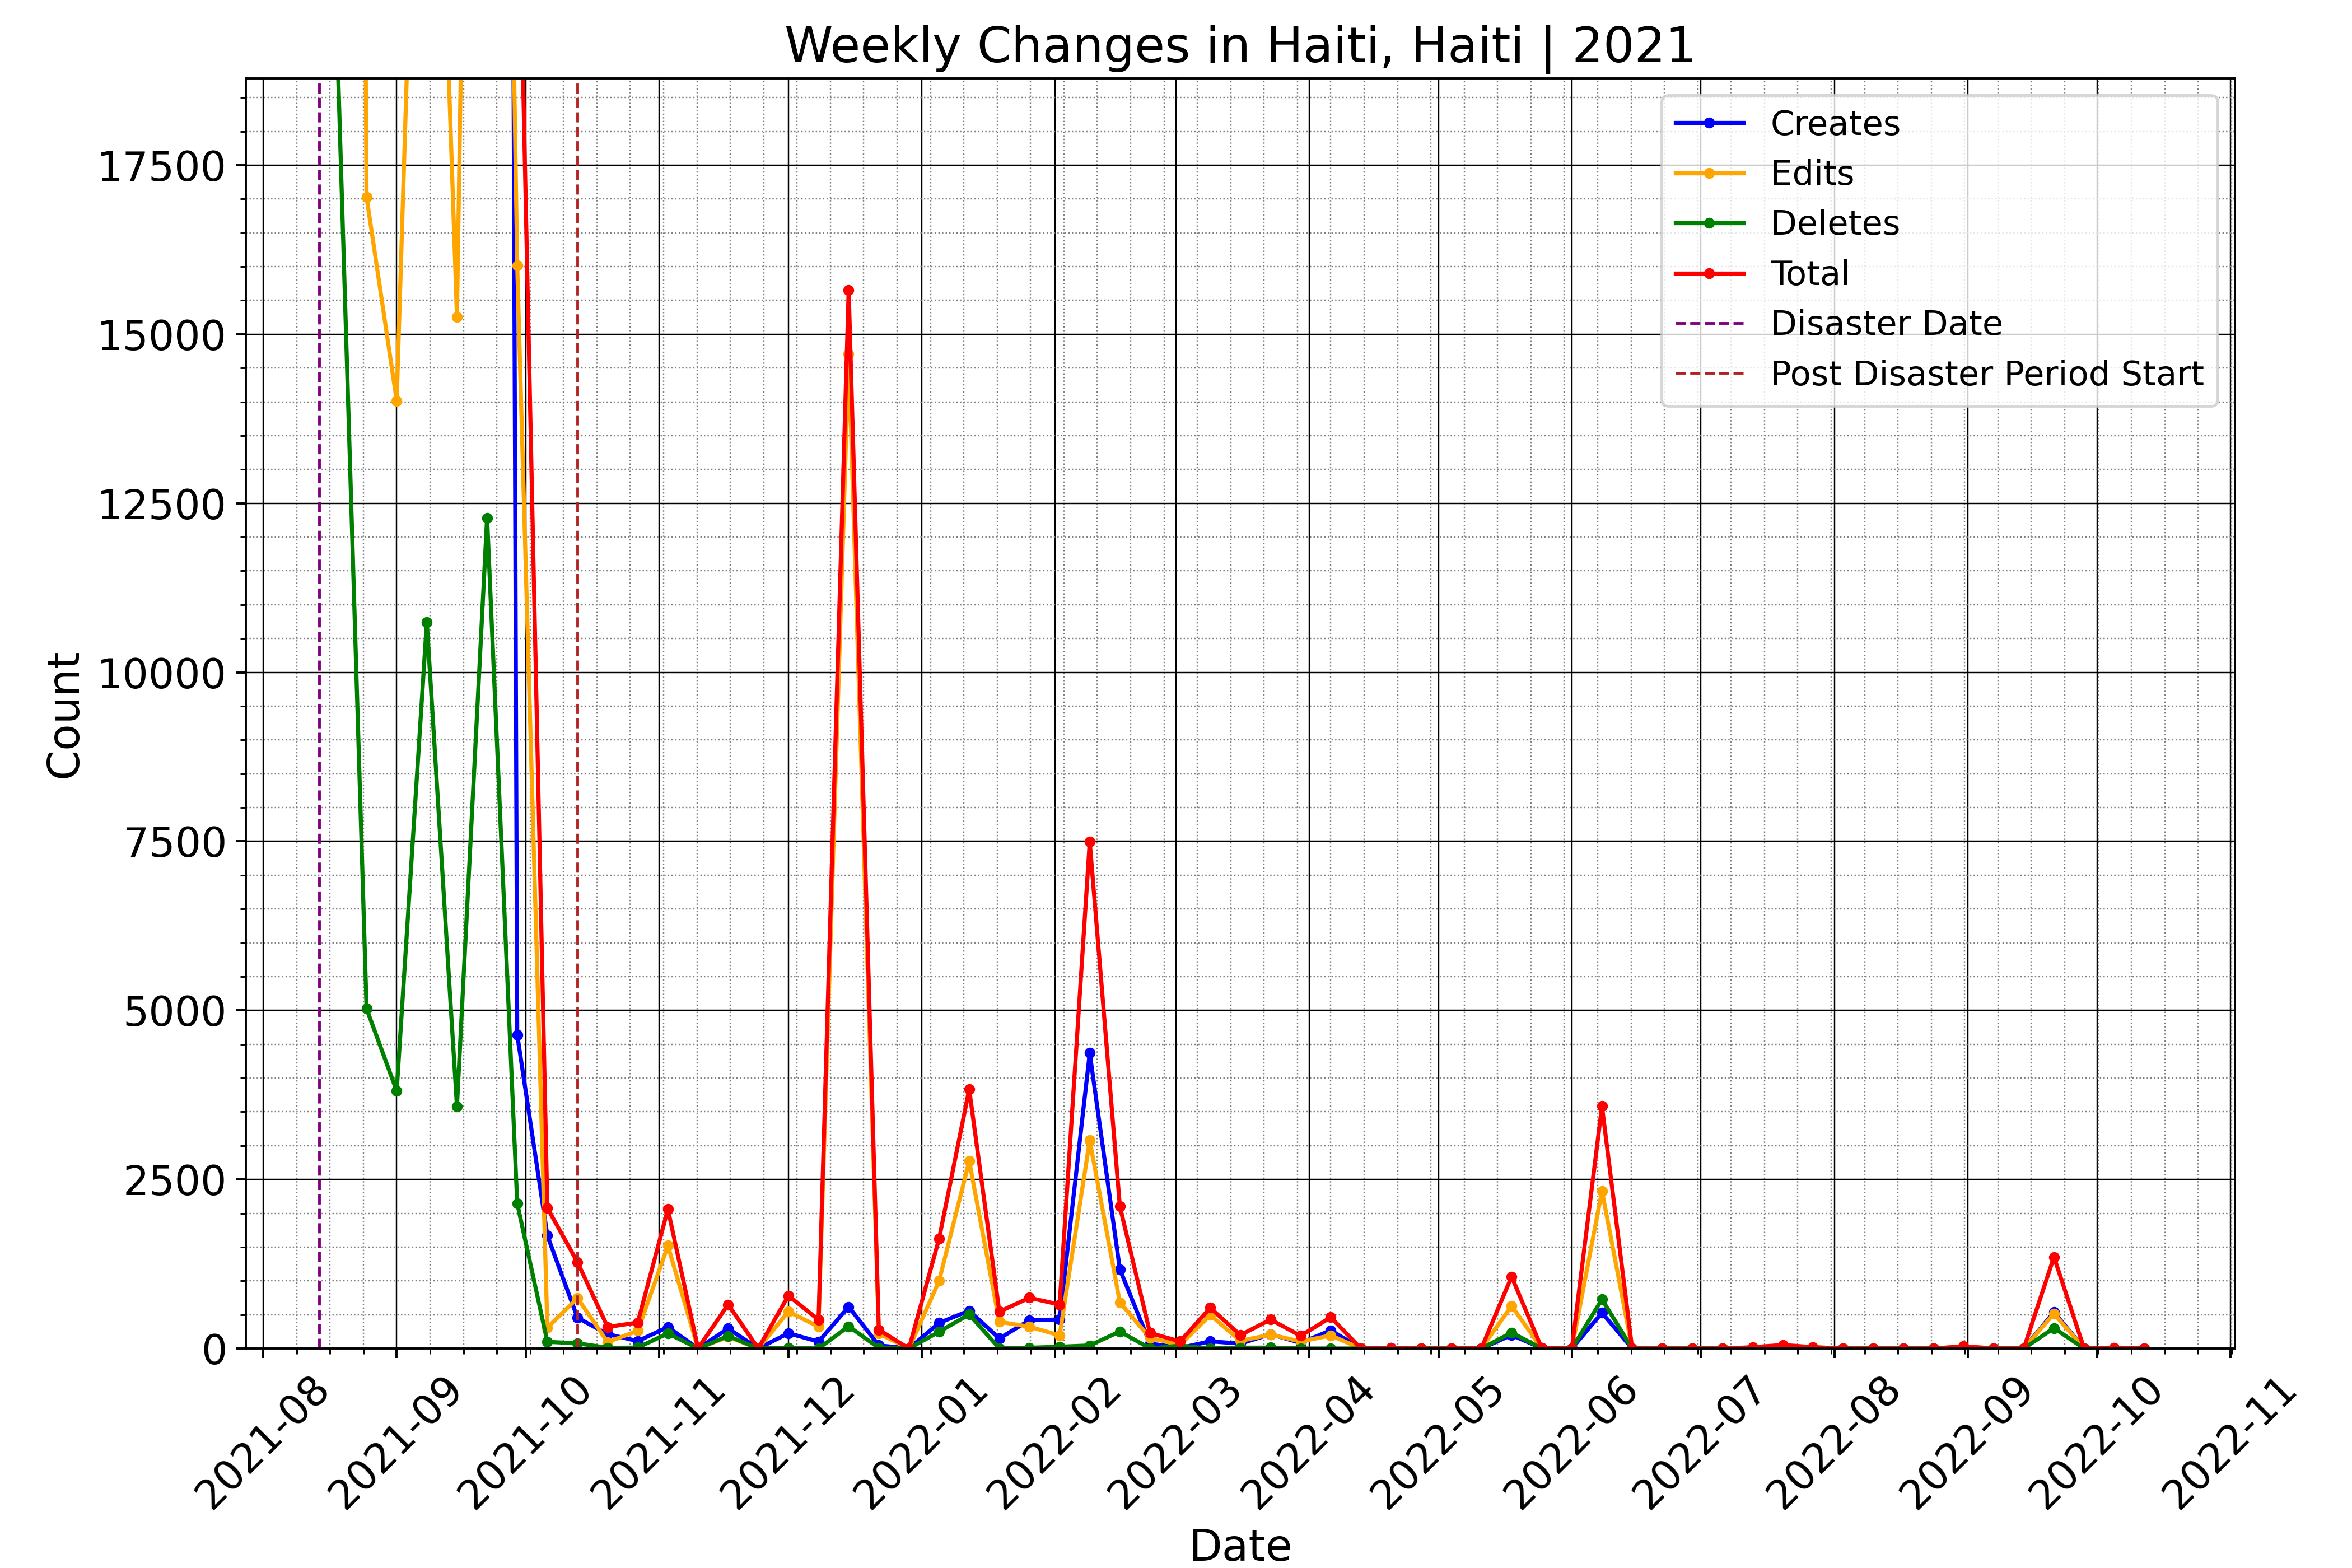 Weekly Changes in Haiti, Haiti | 2021
Creates
Edits
Deletes
Total
Disaster Date
Post Disaster Period Start
Count
17500
15000
12500
10000
7500
5000
2500
0
2021-08
2021-09
2021-10
2021-11
2021-12
2022-01
2022-02
2022-03
2022-04
2022-05
2022-06
2022-07
2022-08
2022-09
2022-10
2022-11
Date